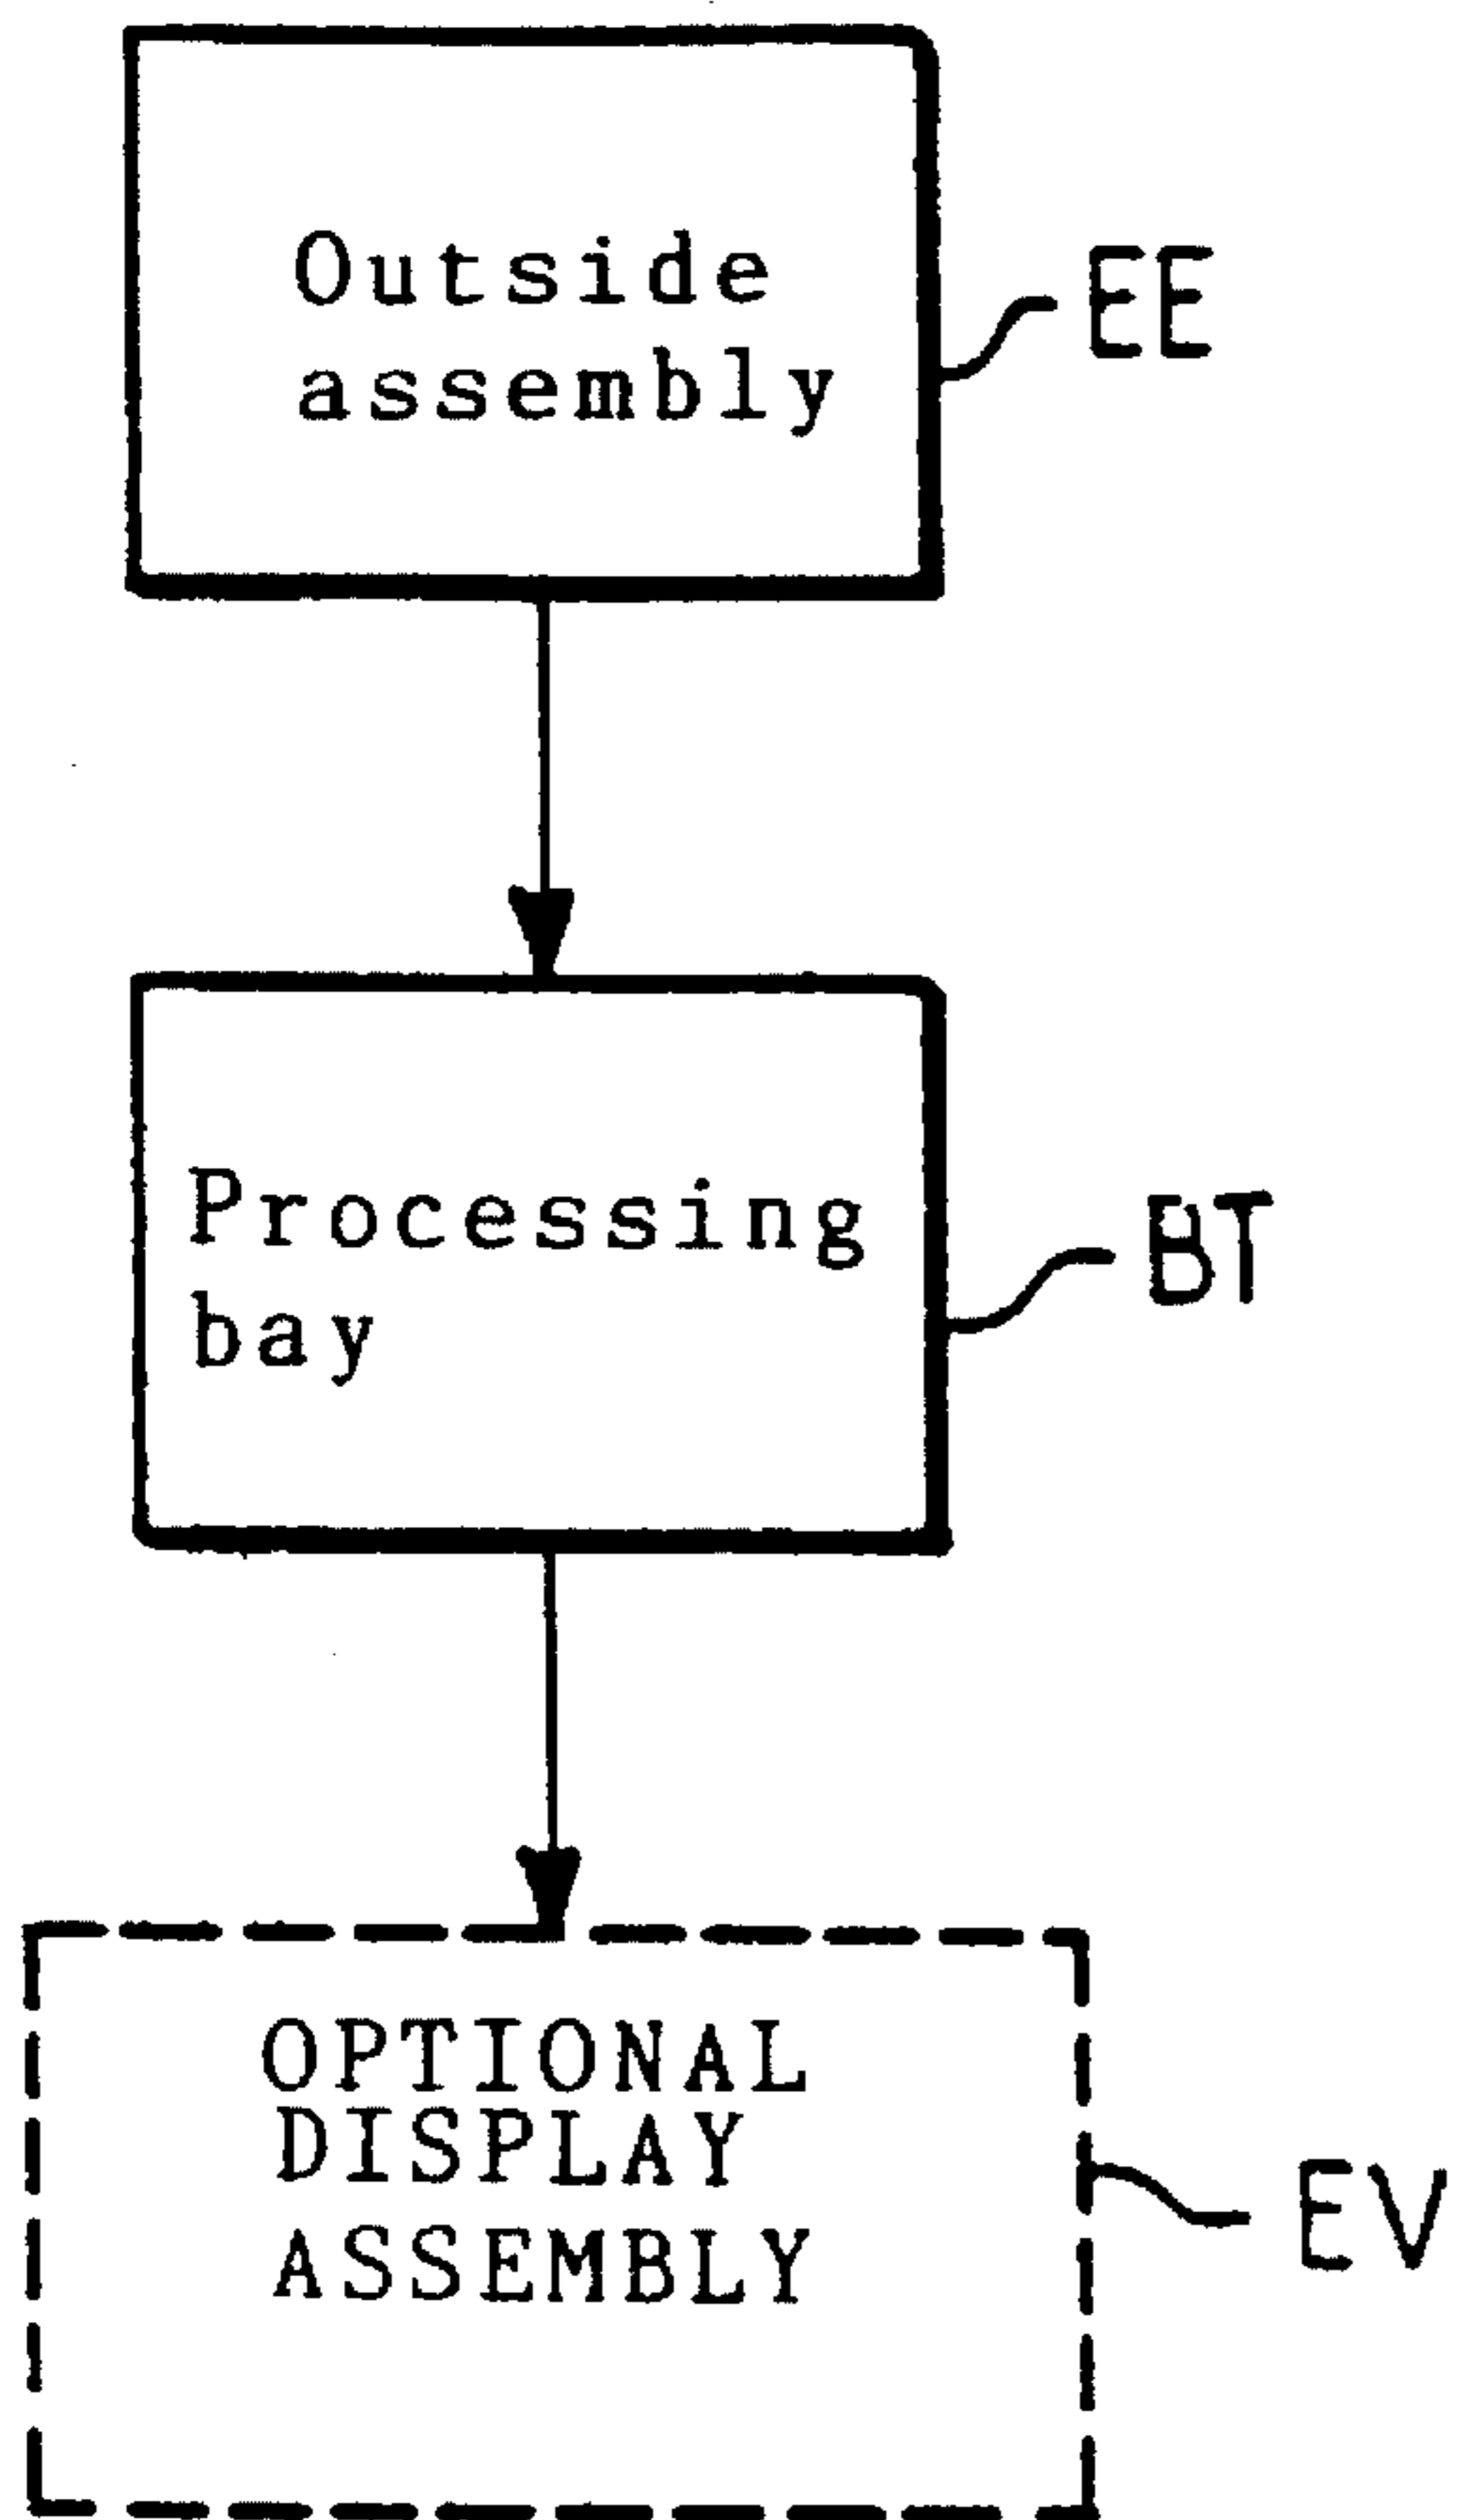 Outside
assembly
EE
Processing
bay
BT
OPTIONAL
DISPLAY
ASSEMBLY
EV